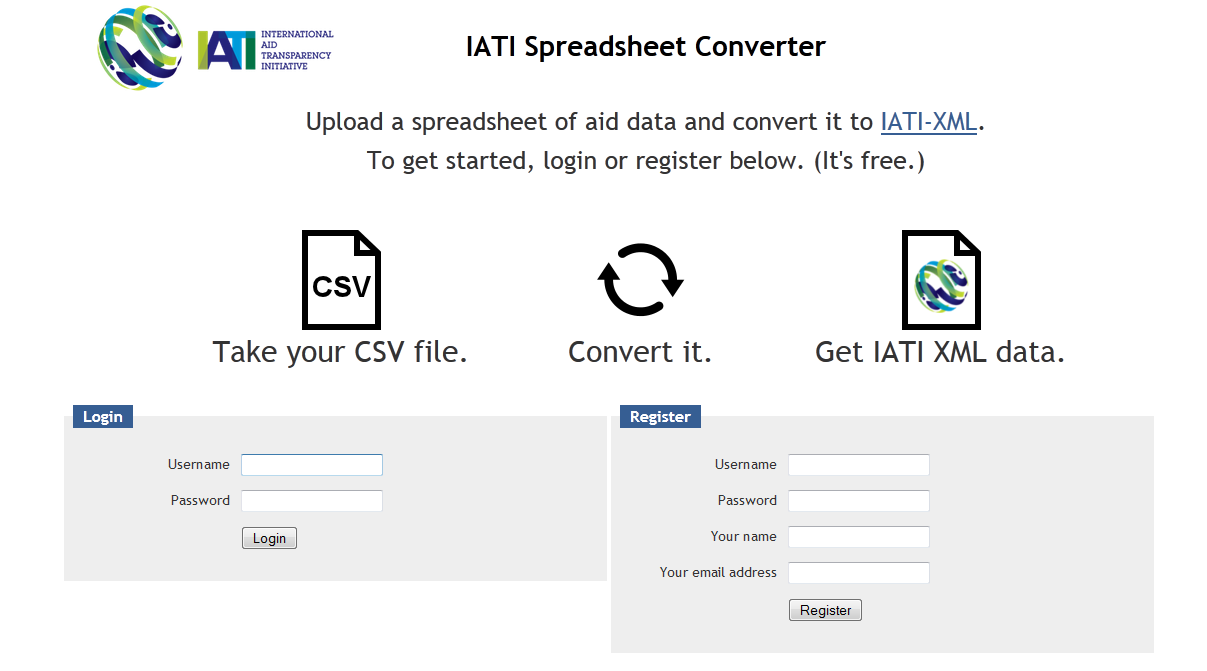 IATI
INTERNATIONAL
AID
TRANSPARENCY
INITIATIVE
IATI Spreadsheet Converter
Upload a spreadsheet of aid data and convert it to IATI-XML.
To get started, login or register below. (It's free.)
CSV
Take your CSV file.
Convert it.
Get IATI XML data.
Login
Username
Password
Login
Register
Username
Password
Your name
Your email address
Register